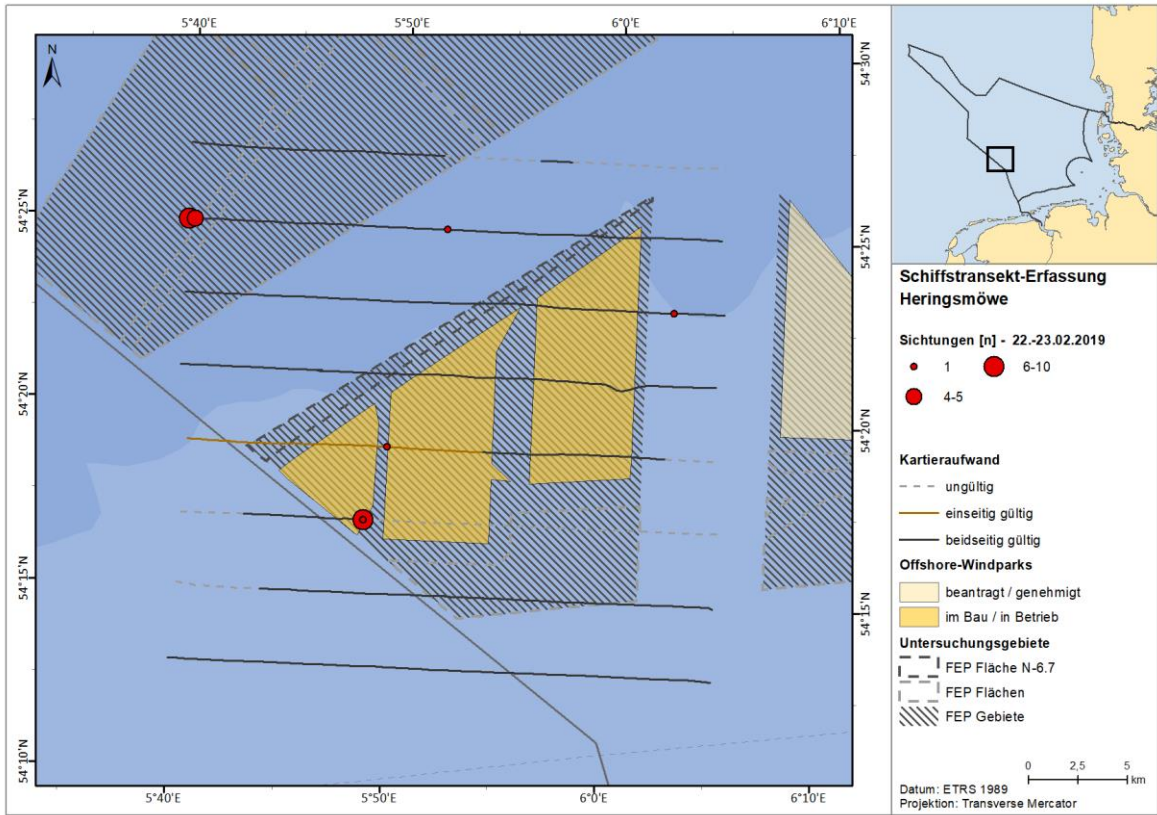 5°40'E 5°50'E 6°0'E 6°10'E
N
54°30'N
54°25'N
54°25'N
54°20'N
54°20'N
54°15'N
54°15'N
54°10'N
5°40'E 5°50'E 6°0'E 6°10'E
Schiffstransekt-Erfassung
Heringsmöwe
Sichtungen [n] - 22.-23.02.2019
1 6-10
4-5
Kartieraufwand
ungültig
einseitig gültig
beidseitig gültig
Offshore-Windparks
beantragt / genehmigt
im Bau / in Betrieb
Untersuchungsgebiete
FEP Fläche N-6.7
FEP Flächen
FEP Gebiete
0 2,5 5
km
Datum: ETRS 1989
Projektion: Transverse Mercator